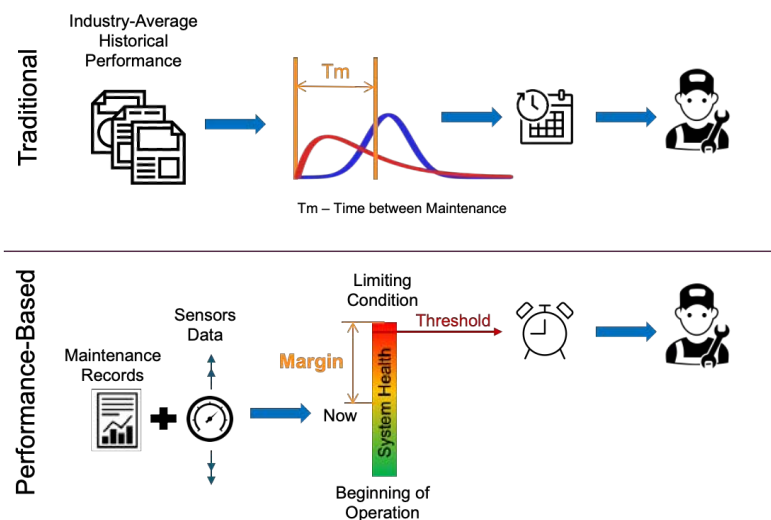 Traditional
Industry-Average
Historical
Performance
Tm
Tm – Time between Maintenance
Performance-Based
Maintenance
Records
Sensors
Data
Limiting
Condition
Threshold
Margin
Now
System Health
Beginning of
Operation